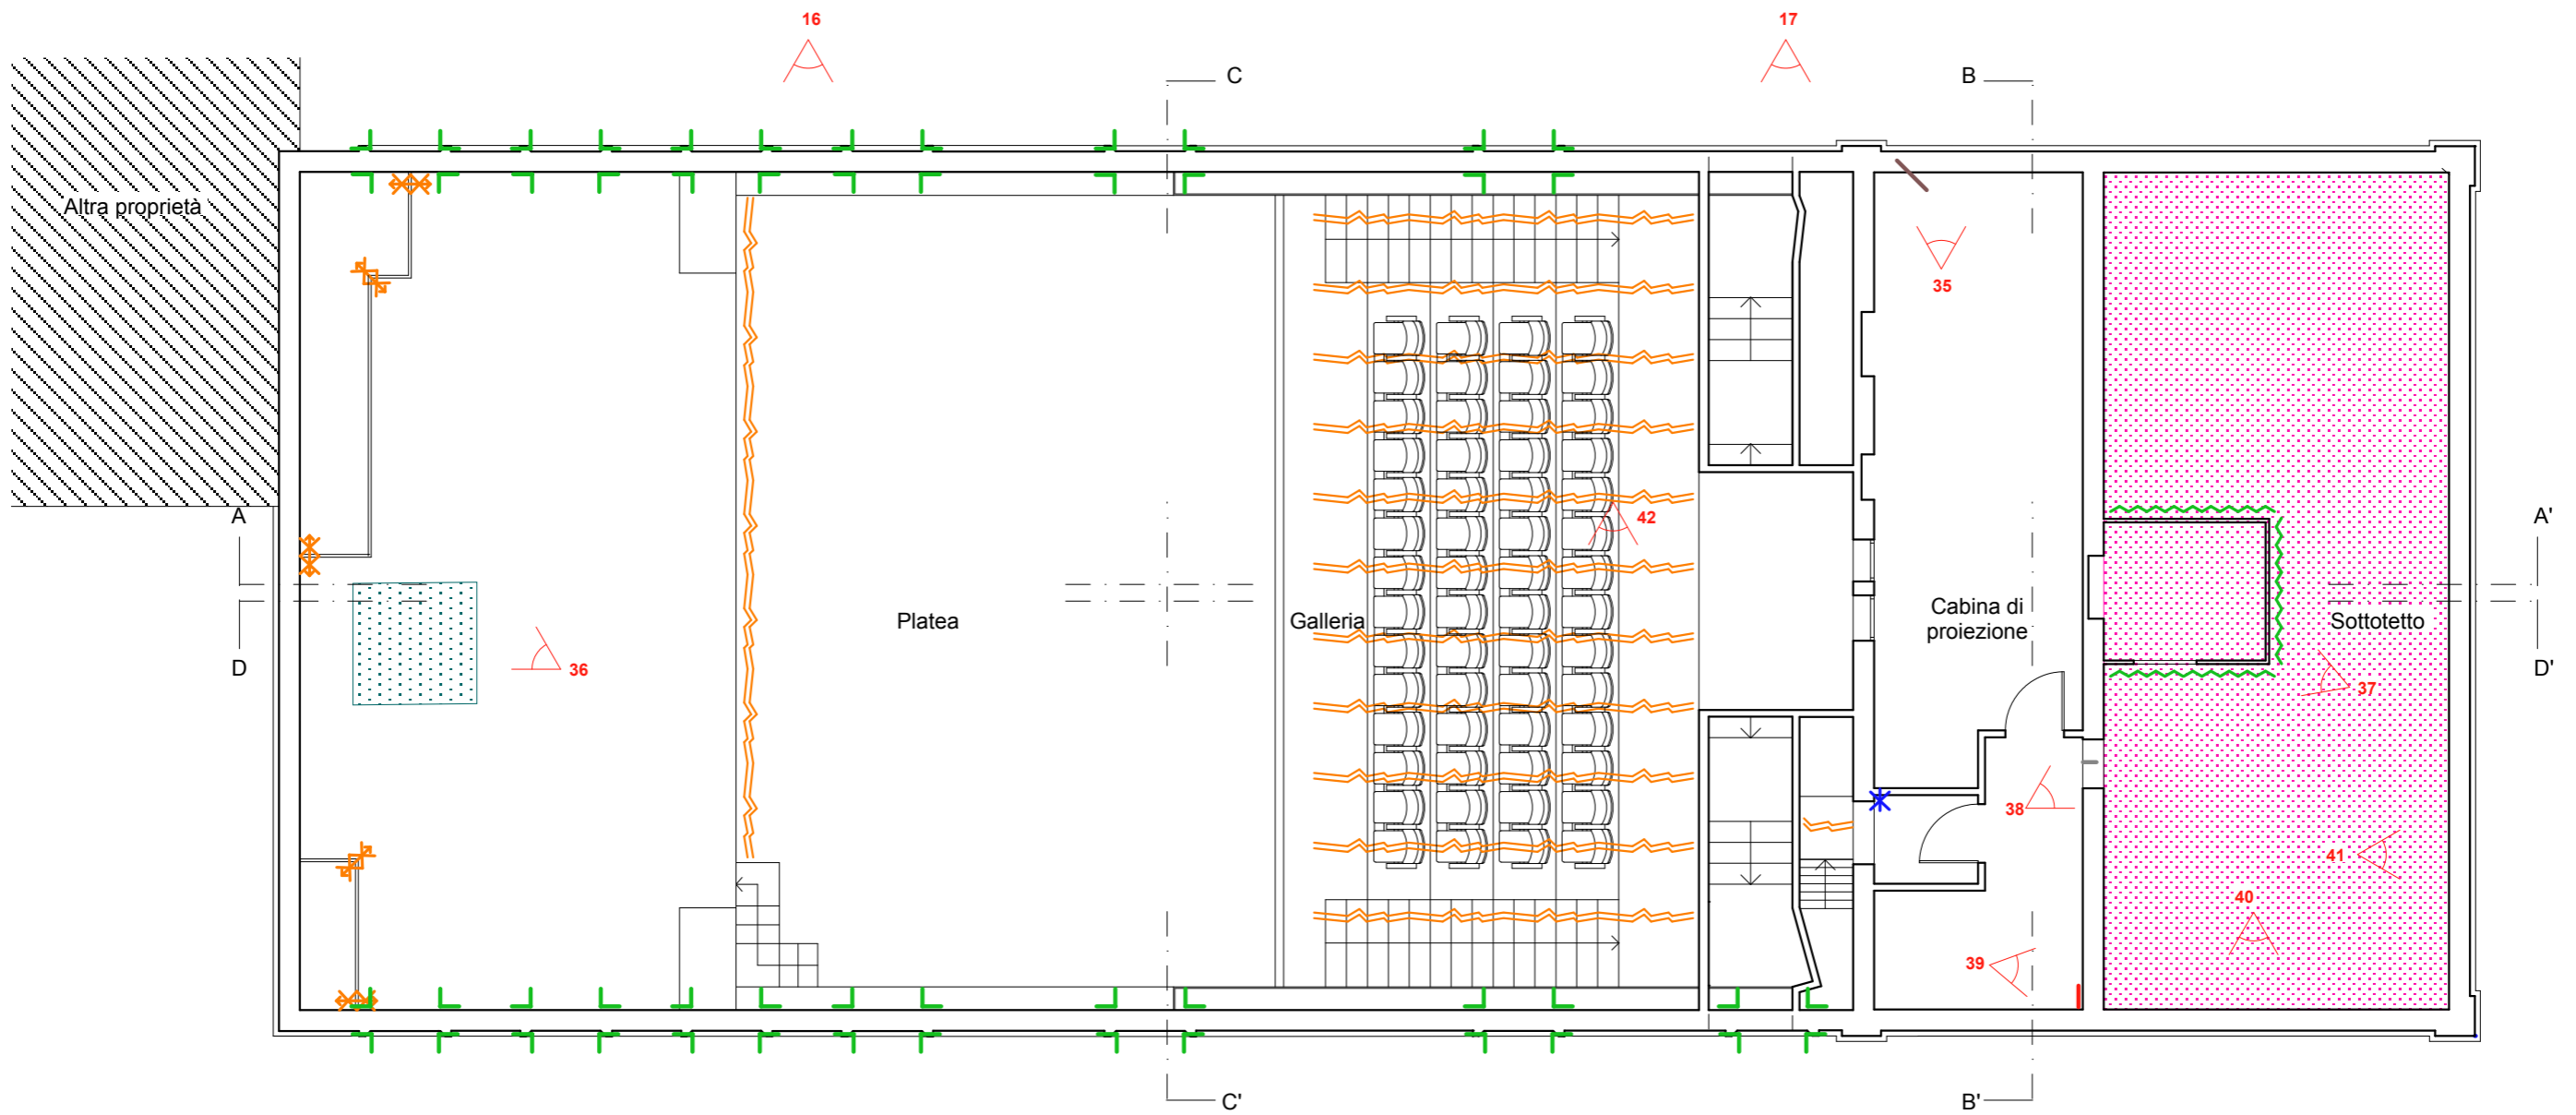 16
17
C
B
Altra proprietà
35
A
A'
42
Platea
Galleria
Cabina di
proiezione
Sottotetto
D
36
D'
37
38
41
40
39
C'
B'